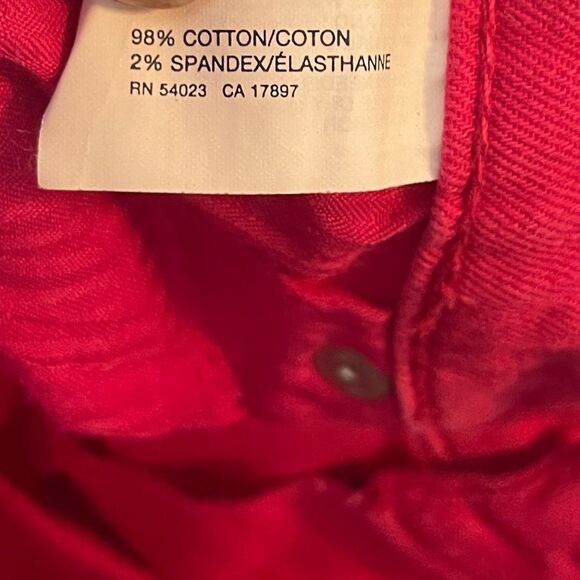 98% COTTON/COTON
2% SPANDEX/ÉLASTHANNE
RN 54023 CA 17897